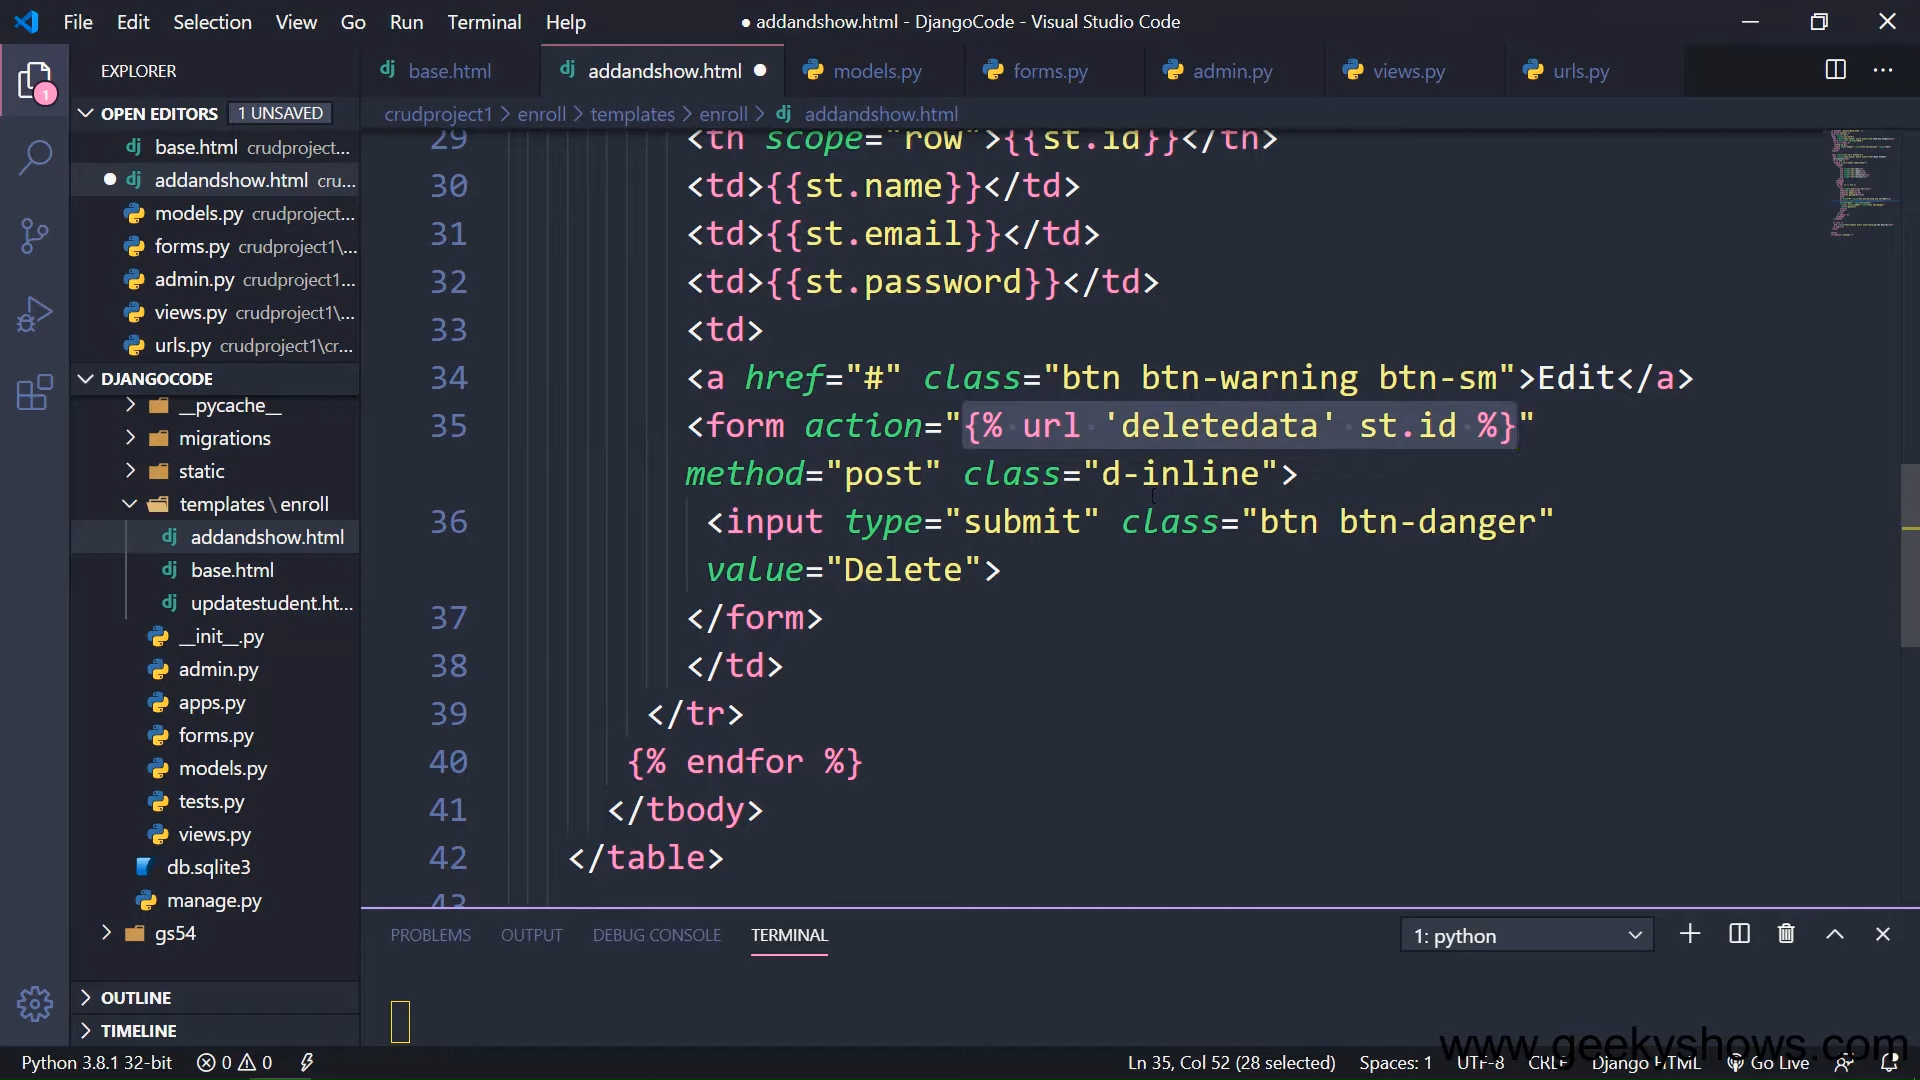 File Edit Selection View Go Run Terminal Help
● addandshow.html - DjangoCode - Visual Studio Code
1
EXPLORER
OPEN EDITORS 1 UNSAVED
base.html crudproject...
addandshow.html cru...
models.py crudproject...
forms.py crudproject1\...
admin.py crudproject1...
views.py crudproject1\...
urls.py crudproject1\cr...
DJANGOCODE
__pycache__
migrations
static
templates \ enroll
addandshow.html
base.html
updatestudent.ht...
__init__.py
admin.py
apps.py
forms.py
models.py
tests.py
views.py
db.sqlite3
manage.py
gs54
OUTLINE
TIMELINE
base.html addandshow.html models.py forms.py admin.py views.py urls.py
crudproject1 > enroll > templates > enroll > addandshow.html
29 <th scope="row">{{st.id}}</th>
30 <td>{{st.name}}</td>
31 <td>{{st.email}}</td>
32 <td>{{st.password}}</td>
33 <td>
34 <a href="#" class="btn btn-warning btn-sm">Edit</a>
35 <form action="{% url 'deletedata' st.id %}"
method="post" class="d-inline">
36 <input type="submit" class="btn btn-danger"
value="Delete">
37 </form>
38 </td>
39 </tr>
40 {% endfor %}
41 </tbody>
42 </table>
43
PROBLEMS OUTPUT DEBUG CONSOLE TERMINAL
1: python
Python 3.8.1 32-bit 0 0
Ln 35, Col 52 (28 selected) Spaces: 1 UTF-8 CRLF Django HTML Go Live
www.geekyshows.com